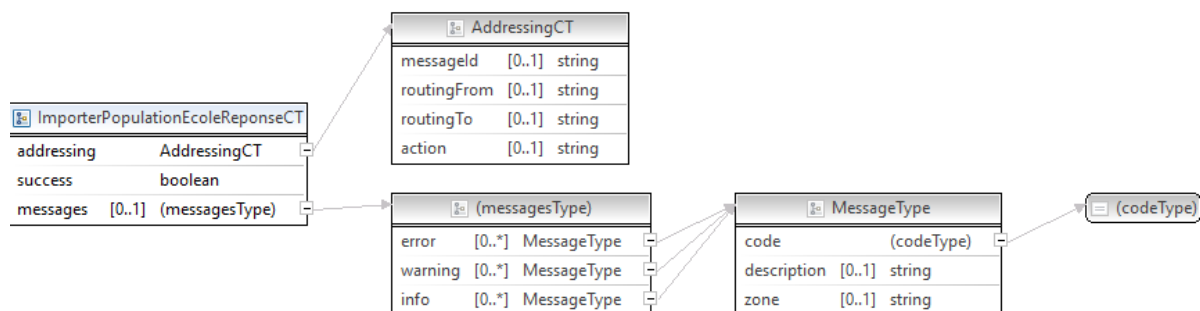 AddressingCT
messageId [0..1] string
routingFrom [0..1] string
routingTo [0..1] string
action [0..1] string
ImporterPopulationEcoleReponseCT
addressing AddressingCT
success boolean
messages [0..1] (messagesType)
(messagesType)
error [0..*] MessageType
warning [0..*] MessageType
info [0..*] MessageType
MessageType
code (codeType)
description [0..1] string
zone [0..1] string
(codeType)